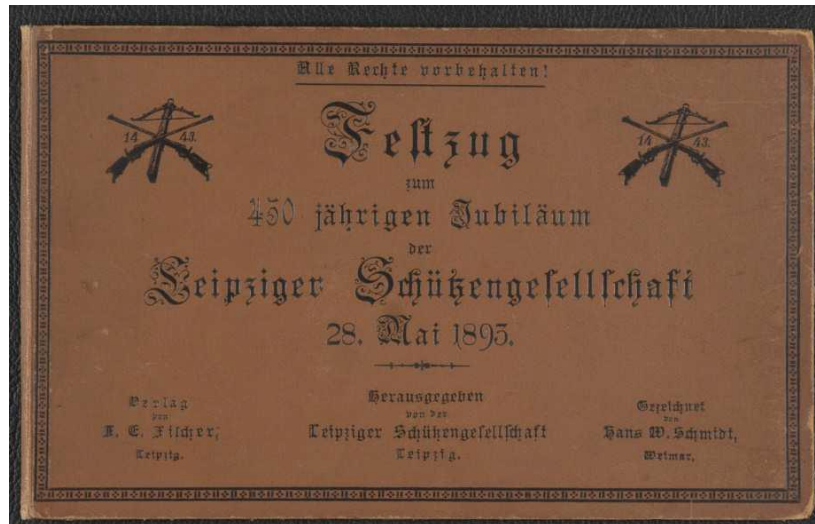 Alle Rechte vorbehalten!
14 43.
14 43.
Festzug
zum
450 jährigen Jubiläum
der
Leipziger Schützengesellschaft
28. Mai 1893.
Verlag
von
F. E. Fischer,
Leipzig.
Herausgegeben
von der
Leipziger Schützengesellschaft
Leipzig.
Gezeichnet
von
Hans W. Schmidt,
Weimar.